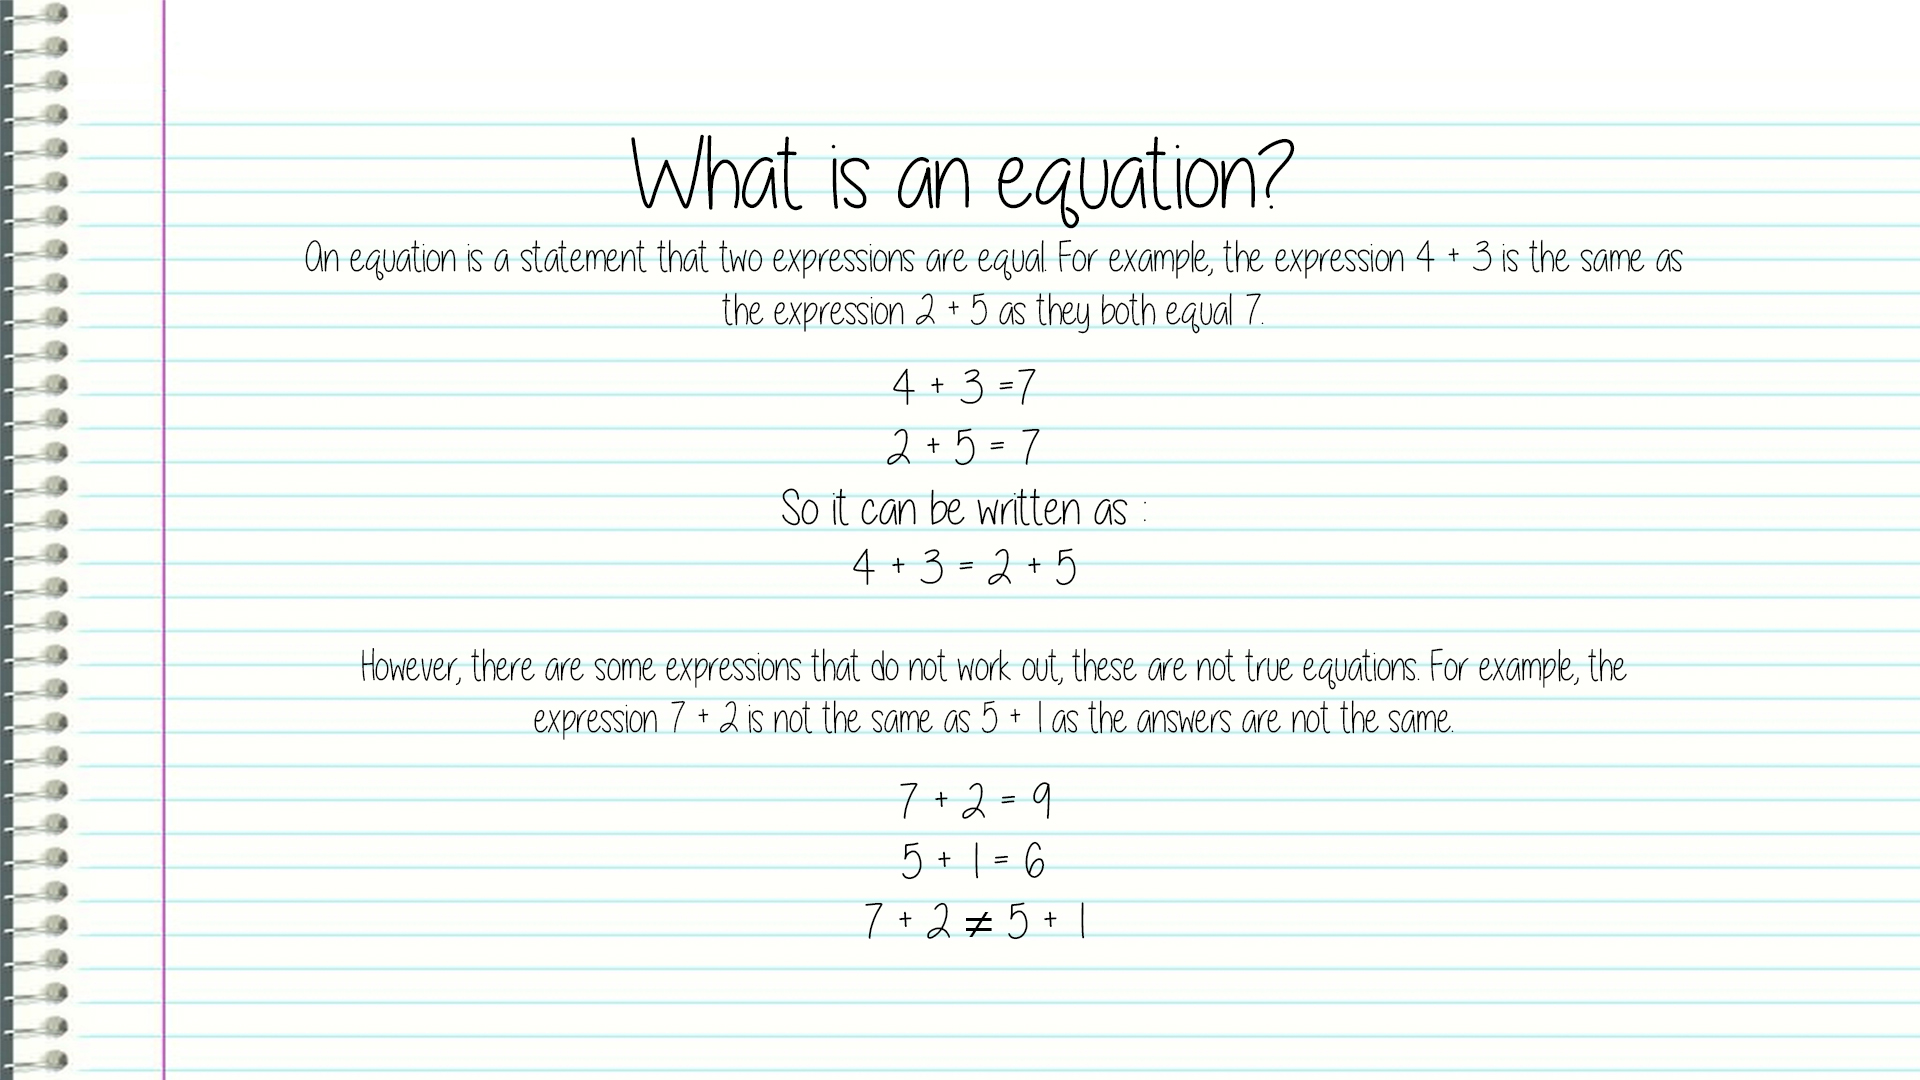 What is an equation?
An equation is a statement that two expressions are equal. For example, the expression 4 + 3 is the same as
the expression 2 + 5 as they both equal 7.
4 + 3 =7
2 + 5 = 7
So it can be written as :
4 + 3 = 2 + 5
However, there are some expressions that do not work out, these are not true equations. For example, the
expression 7 + 2 is not the same as 5 + 1 as the answers are not the same.
7 + 2 = 9
5 + 1 = 6
7 + 2 ≠ 5 + 1